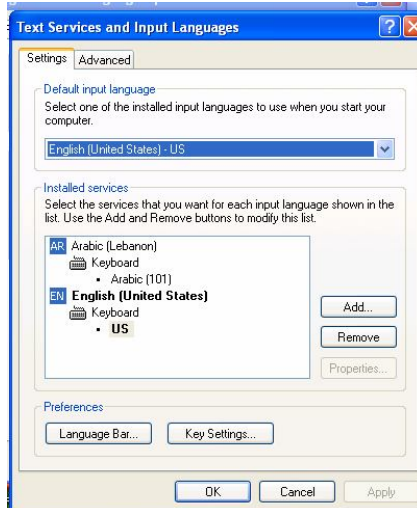 Text Services and Input Languages
Settings
Advanced
Default input language
Select one of the installed input languages to use when you start your
computer.
English (United States) - US
Installed services
Select the services that you want for each input language shown in the
list. Use the Add and Remove buttons to modify this list.
AR Arabic (Lebanon)
Keyboard
• Arabic (101)
EN English (United States)
Keyboard
• US
Add...
Remove
Properties...
Preferences
Language Bar...
Key Settings...
OK
Cancel
Apply